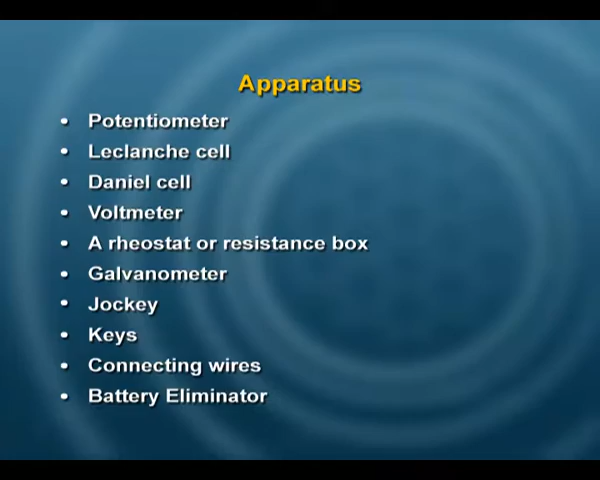 Apparatus
• Potentiometer
• Leclanche cell
• Daniel cell
• Voltmeter
• A rheostat or resistance box
• Galvanometer
• Jockey
• Keys
• Connecting wires
• Battery Eliminator